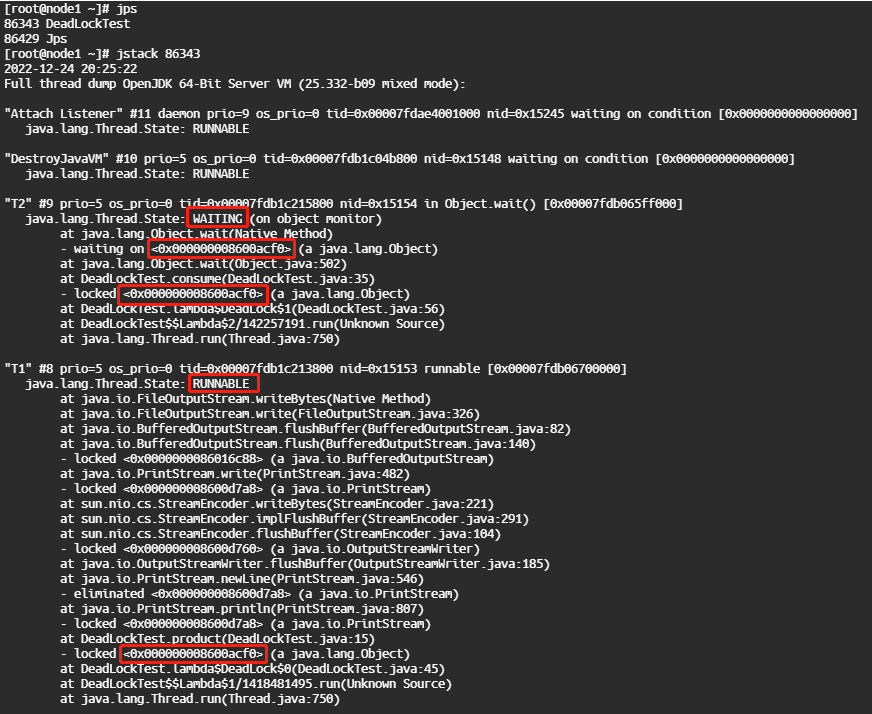 [root@node1 ~]# jps
86343 DeadLockTest
86429 Jps
[root@node1 ~]# jstack 86343
2022-12-24 20:25:22
Full thread dump OpenJDK 64-Bit Server VM (25.332-b09 mixed mode):

"Attach Listener" #11 daemon prio=9 os_prio=0 tid=0x00007fdae4001000 nid=0x15245 waiting on condition [0x0000000000000000]
   java.lang.Thread.State: RUNNABLE

"DestroyJavaVM" #10 prio=5 os_prio=0 tid=0x00007fdb1c04b800 nid=0x15148 waiting on condition [0x0000000000000000]
   java.lang.Thread.State: RUNNABLE

"T2" #9 prio=5 os_prio=0 tid=0x00007fdb1c215800 nid=0x15154 in Object.wait() [0x00007fdb065ff000]
   java.lang.Thread.State: WAITING (on object monitor)
        at java.lang.Object.wait(Native Method)
        - waiting on <0x000000008600acf0> (a java.lang.Object)
        at java.lang.Object.wait(Object.java:502)
        at DeadLockTest.consume(DeadLockTest.java:35)
        - locked <0x000000008600acf0> (a java.lang.Object)
        at DeadLockTest.lambda$DeadLock$1(DeadLockTest.java:56)
        at DeadLockTest$$Lambda$2/142257191.run(Unknown Source)
        at java.lang.Thread.run(Thread.java:750)

"T1" #8 prio=5 os_prio=0 tid=0x00007fdb1c213800 nid=0x15153 runnable [0x00007fdb06700000]
   java.lang.Thread.State: RUNNABLE
        at java.io.FileOutputStream.writeBytes(Native Method)
        at java.io.FileOutputStream.write(FileOutputStream.java:326)
        at java.io.BufferedOutputStream.flushBuffer(BufferedOutputStream.java:82)
        at java.io.BufferedOutputStream.flush(BufferedOutputStream.java:140)
        - locked <0x0000000086016c88> (a java.io.BufferedOutputStream)
        at java.io.PrintStream.write(PrintStream.java:482)
        - locked <0x000000008600d7a8> (a java.io.PrintStream)
        at sun.nio.cs.StreamEncoder.writeBytes(StreamEncoder.java:221)
        at sun.nio.cs.StreamEncoder.implFlushBuffer(StreamEncoder.java:291)
        at sun.nio.cs.StreamEncoder.flushBuffer(StreamEncoder.java:104)
        - locked <0x000000008600d760> (a java.io.OutputStreamWriter)
        at java.io.OutputStreamWriter.flushBuffer(OutputStreamWriter.java:185)
        at java.io.PrintStream.newLine(PrintStream.java:546)
        - eliminated <0x000000008600d7a8> (a java.io.PrintStream)
        at java.io.PrintStream.println(PrintStream.java:807)
        - locked <0x000000008600d7a8> (a java.io.PrintStream)
        at DeadLockTest.product(DeadLockTest.java:15)
        - locked <0x000000008600acf0> (a java.lang.Object)
        at DeadLockTest.lambda$DeadLock$0(DeadLockTest.java:45)
        at DeadLockTest$$Lambda$1/1418481495.run(Unknown Source)
        at java.lang.Thread.run(Thread.java:750)